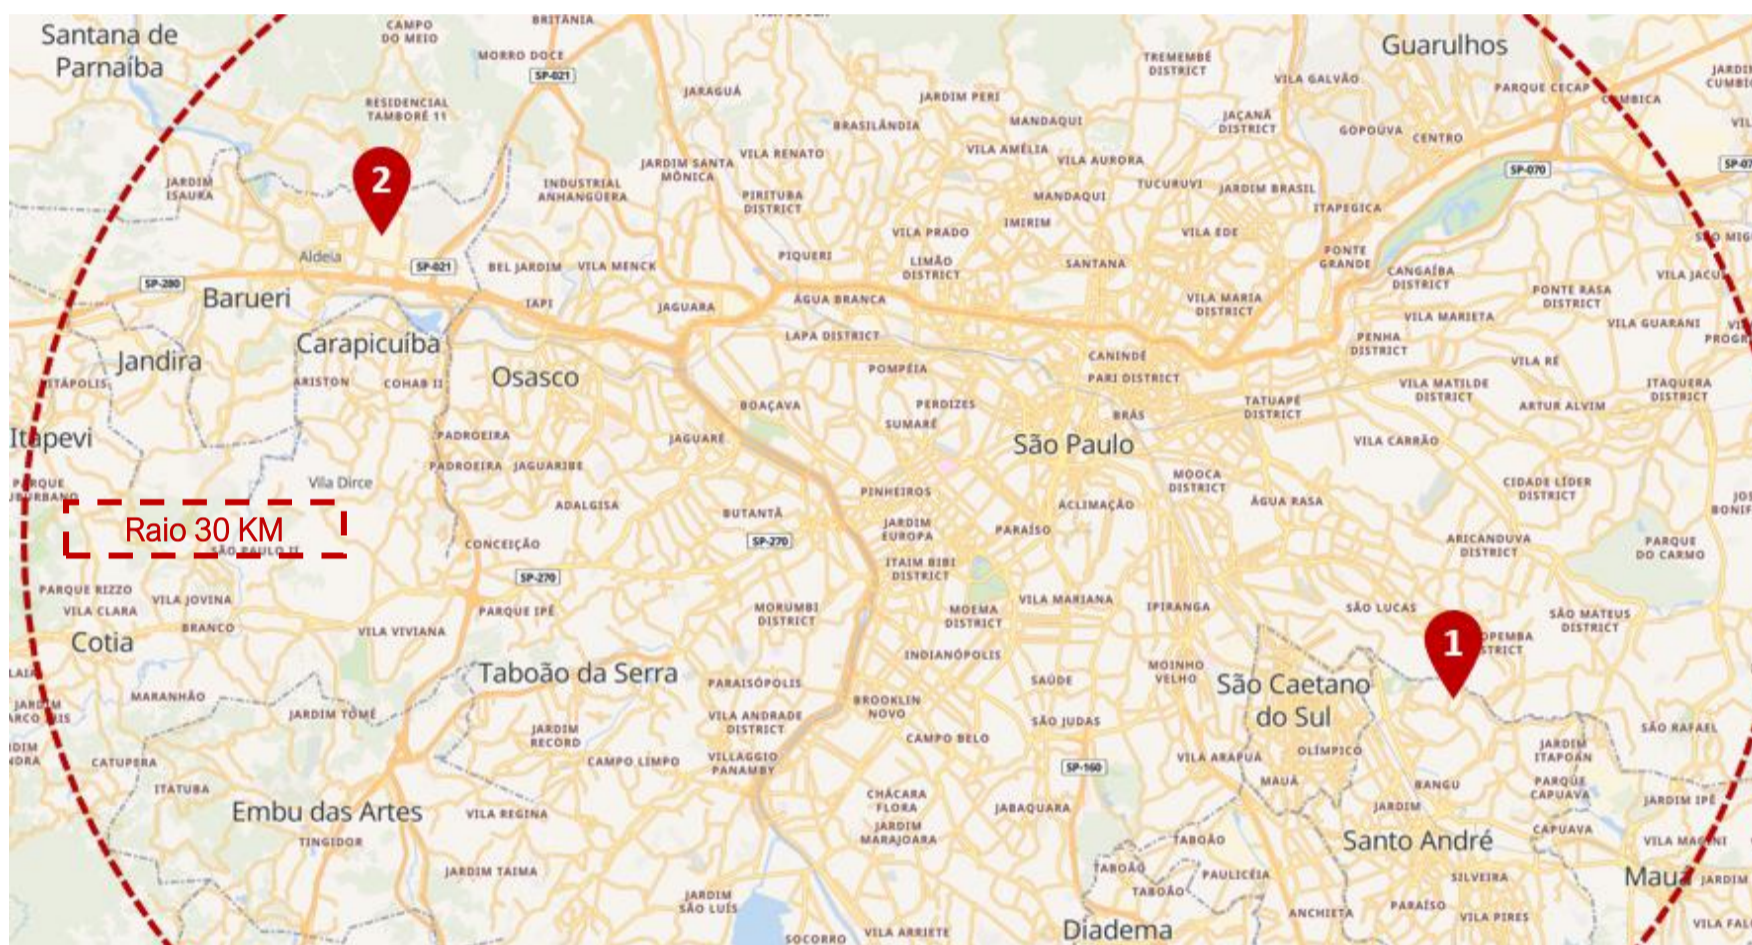 Santana de
Parnaíba
CAMPO
DO MEIO
BRITÂNIA
MORRO DOCE
SP-021
Guarulhos
TREMEMBÉ
DISTRICT
VILA GALVÃO
PARQUE CECAP
CUMBICA
RESIDENCIAL
TAMBORÉ 11
JARAGUÁ
JARDIM PERI
BRASILÂNDIA
MANDAQUI
JAÇANÃ
DISTRICT
GOPOÚVA
CENTRO
2
JARDIM
ISAURA
INDUSTRIAL
ANHANGÜERA
JARDIM SANTA
MÔNICA
VILA RENATO
VILA AMÉLIA
VILA AURORA
SP-070
PIRITUBA
DISTRICT
MANDAQUI
TUCURUVI
JARDIM BRASIL
ITAPEGICA
VILA PRADO
IMIRIM
VILA EDE
Aldeia
SP-021
BEL JARDIM
VILA MENCK
PIQUERI
LIMÃO
DISTRICT
SANTANA
PONTE
GRANDE
CANGAÍBA
DISTRICT
SP-280
Barueri
IAPI
JAGUARA
ÁGUA BRANCA
VILA MARIA
DISTRICT
PONTE RASA
DISTRICT
VILA MARIETA
VILA GUARANI
Jandira
Carapicuíba
LAPA DISTRICT
PENHA
DISTRICT
CANINDÉ
VILA RÉ
ARISTON
COHAB II
Osasco
POMPÉIA
PARI DISTRICT
VILA MATILDE
DISTRICT
ITAQUERA
DISTRICT
BOAÇAVA
PERDIZES
SUMARÉ
BRÁS
TATUAPÉ
DISTRICT
ARTUR ALVIM
Itapevi
PADROEIRA
JAGUARÉ
São Paulo
VILA CARRÃO
PADROEIRA
JAGUARIBE
Vila Dirce
MOOCA
DISTRICT
CIDADE LÍDER
DISTRICT
PINHEIROS
ADALGISA
BUTANTÃ
ACLIMAÇÃO
ÁGUA RASA
Raio 30 KM
SÃO PAULO II
CONCEIÇÃO
SP-270
JARDIM
EUROPA
PARAÍSO
ARICANDUVA
DISTRICT
PARQUE
DO CARMO
ITAIM BIBI
DISTRICT
SP-270
PARQUE RIZZO
VILA JOVINA
VILA CLARA
PARQUE IPÊ
MORUMBI
DISTRICT
MOEMA
DISTRICT
VILA MARIANA
IPIRANGA
SÃO LUCAS
SÃO MATEUS
DISTRICT
1
BRANCO
VILA VIVIANA
Cotia
INDIANÓPOLIS
Taboão da Serra
MOINHO
VELHO
MARANHÃO
JARDIM TOMÉ
PARAISÓPOLIS
SAÚDE
São Caetano
do Sul
BROOKLIN
NOVO
JARDIM
RECORD
VILA ANDRADE
DISTRICT
SÃO JUDAS
SÃO RAFAEL
CAMPO BELO
OLÍMPICO
JARDIM
ITAPOÃN
CATUPERA
CAMPO LIMPO
VILLAGGIO
PANAMBY
SP-160
VILA ARAPUÁ
MAUÁ
BANGU
PARQUE
CAPUAVA
ITATUBA
CHÁCARA
FLORA
JABAQUARA
JARDIM
JARDIM IPÊ
Embu das Artes
VILA REGINA
JARDIM
MARAJOARA
TABOÃO
Santo André
CAPUAVA
TINGIDOR
JARDIM TAIMA
TABOÃO
TABOÃO
PAULICÉIA
SILVEIRA
Mauá
JARDIM
JARDIM
SÃO LUÍS
ANCHIETA
PARAÍSO
VILA PIRES
SOCORRO
VILA ARRIETE
Diadema